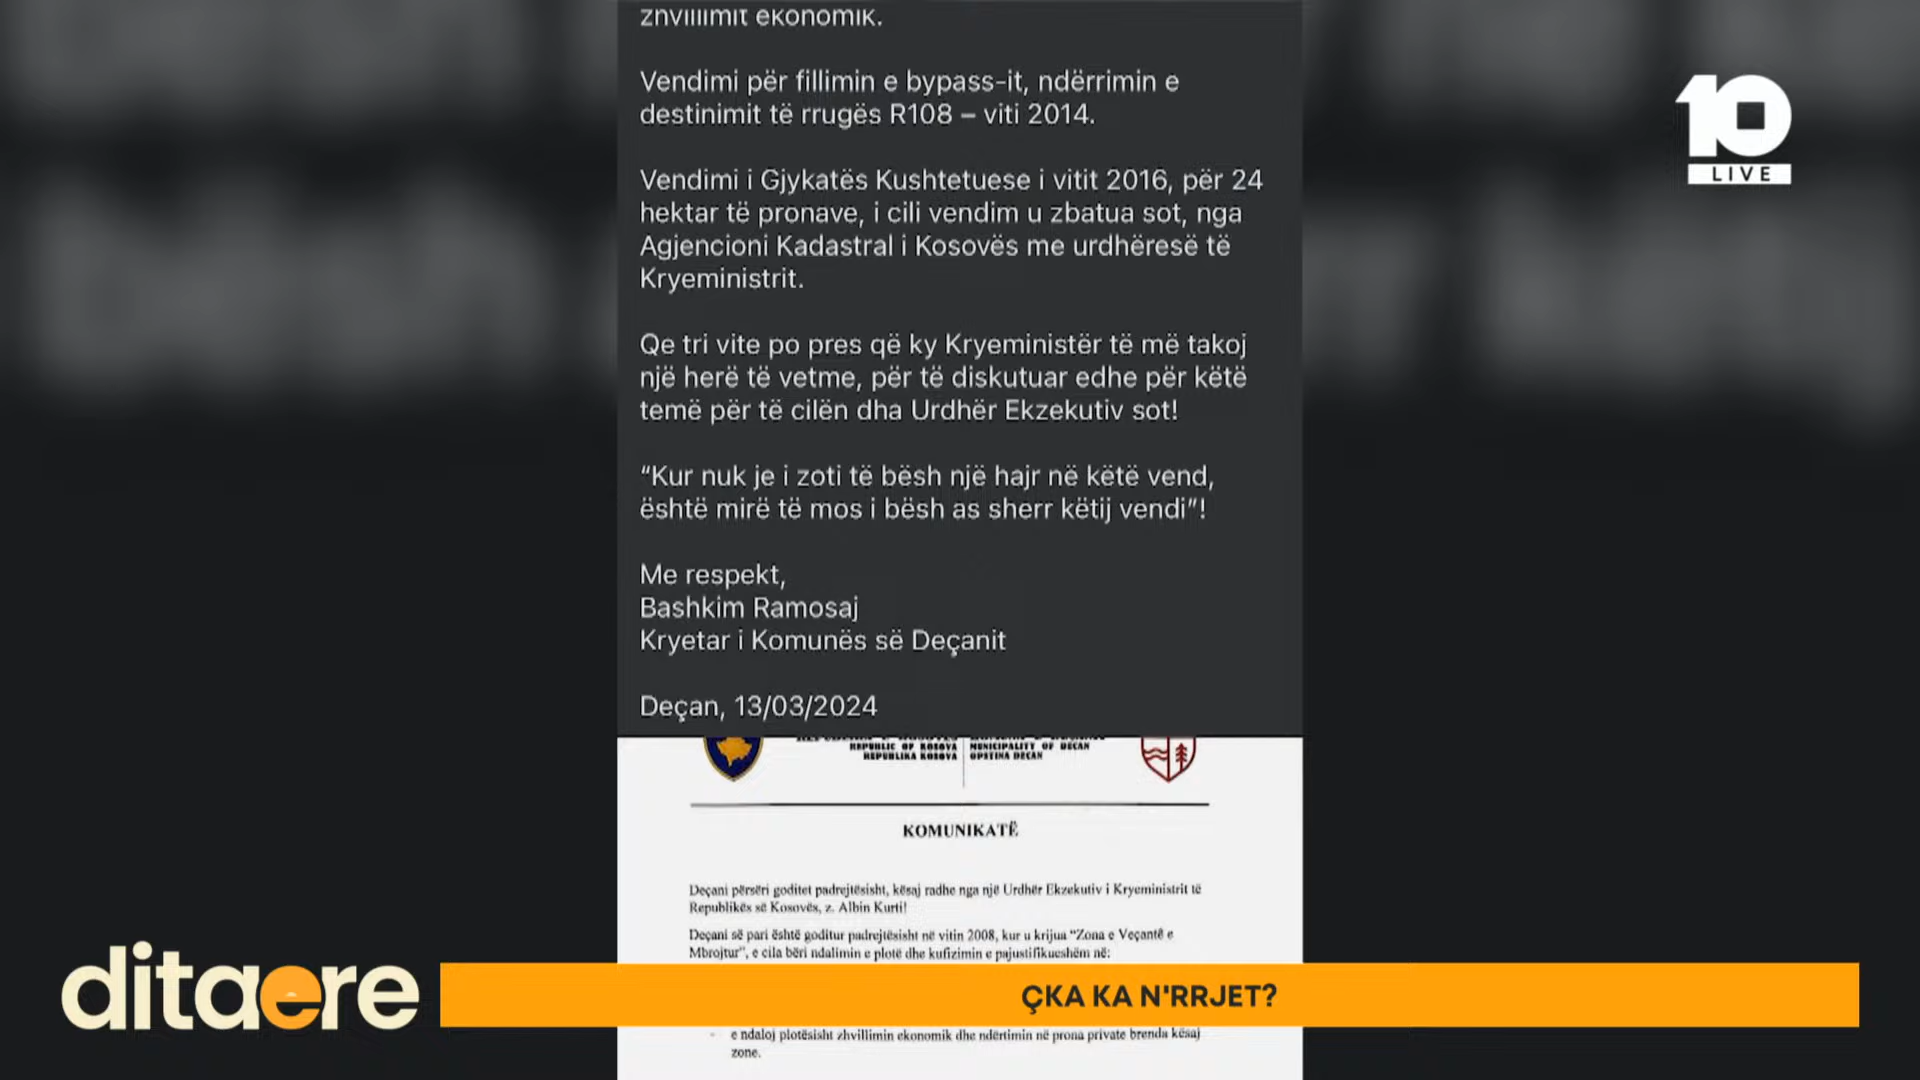 zhvillimit ekonomik.
Vendimi për fillimin e bypass-it, ndërrimin e
destinimit të rrugës R108 – viti 2014.
Vendimi i Gjykatës Kushtetuese i vitit 2016, për 24
hektar të pronave, i cili vendim u zbatua sot, nga
Agjencioni Kadastral i Kosovës me urdhëresë të
Kryeministrit.
Qe tri vite po pres që ky Kryeministër të më takoj
një herë të vetme, për të diskutuar edhe për këtë
temë për të cilën dha Urdhër Ekzekutiv sot!
“Kur nuk je i zoti të bësh një hajr në këtë vend,
është mirë të mos i bësh as sherr këtij vendi”!
Me respekt,
Bashkim Ramosaj
Kryetar i Komunës së Deçanit
Deçan, 13/03/2024
10
LIVE
REPUBLIC OF KOSOVA
MUNICIPALITY OF DECAN
REPUBLIKA KOSOVA
OPSTINA DECAN
KOMUNIKATË
Deçani përsëri goditet padrejtësisht, kësaj radhe nga një Urdhër Ekzekutiv i Kryeministrit të
Republikës së Kosovës, z. Albin Kurti!
Deçani së pari është goditur padrejtësisht në vitin 2008, kur u krijua “Zona e Veçantë e
Mbrojtur”, e cila bëri ndalimin e plotë dhe kufizimin e pajustifikueshëm në:
ditaere
ÇKA KA N'RRJET?
- e ndaloj plotësisht zhvillimin ekonomik dhe ndërtimin në prona private brenda kësaj
zone.